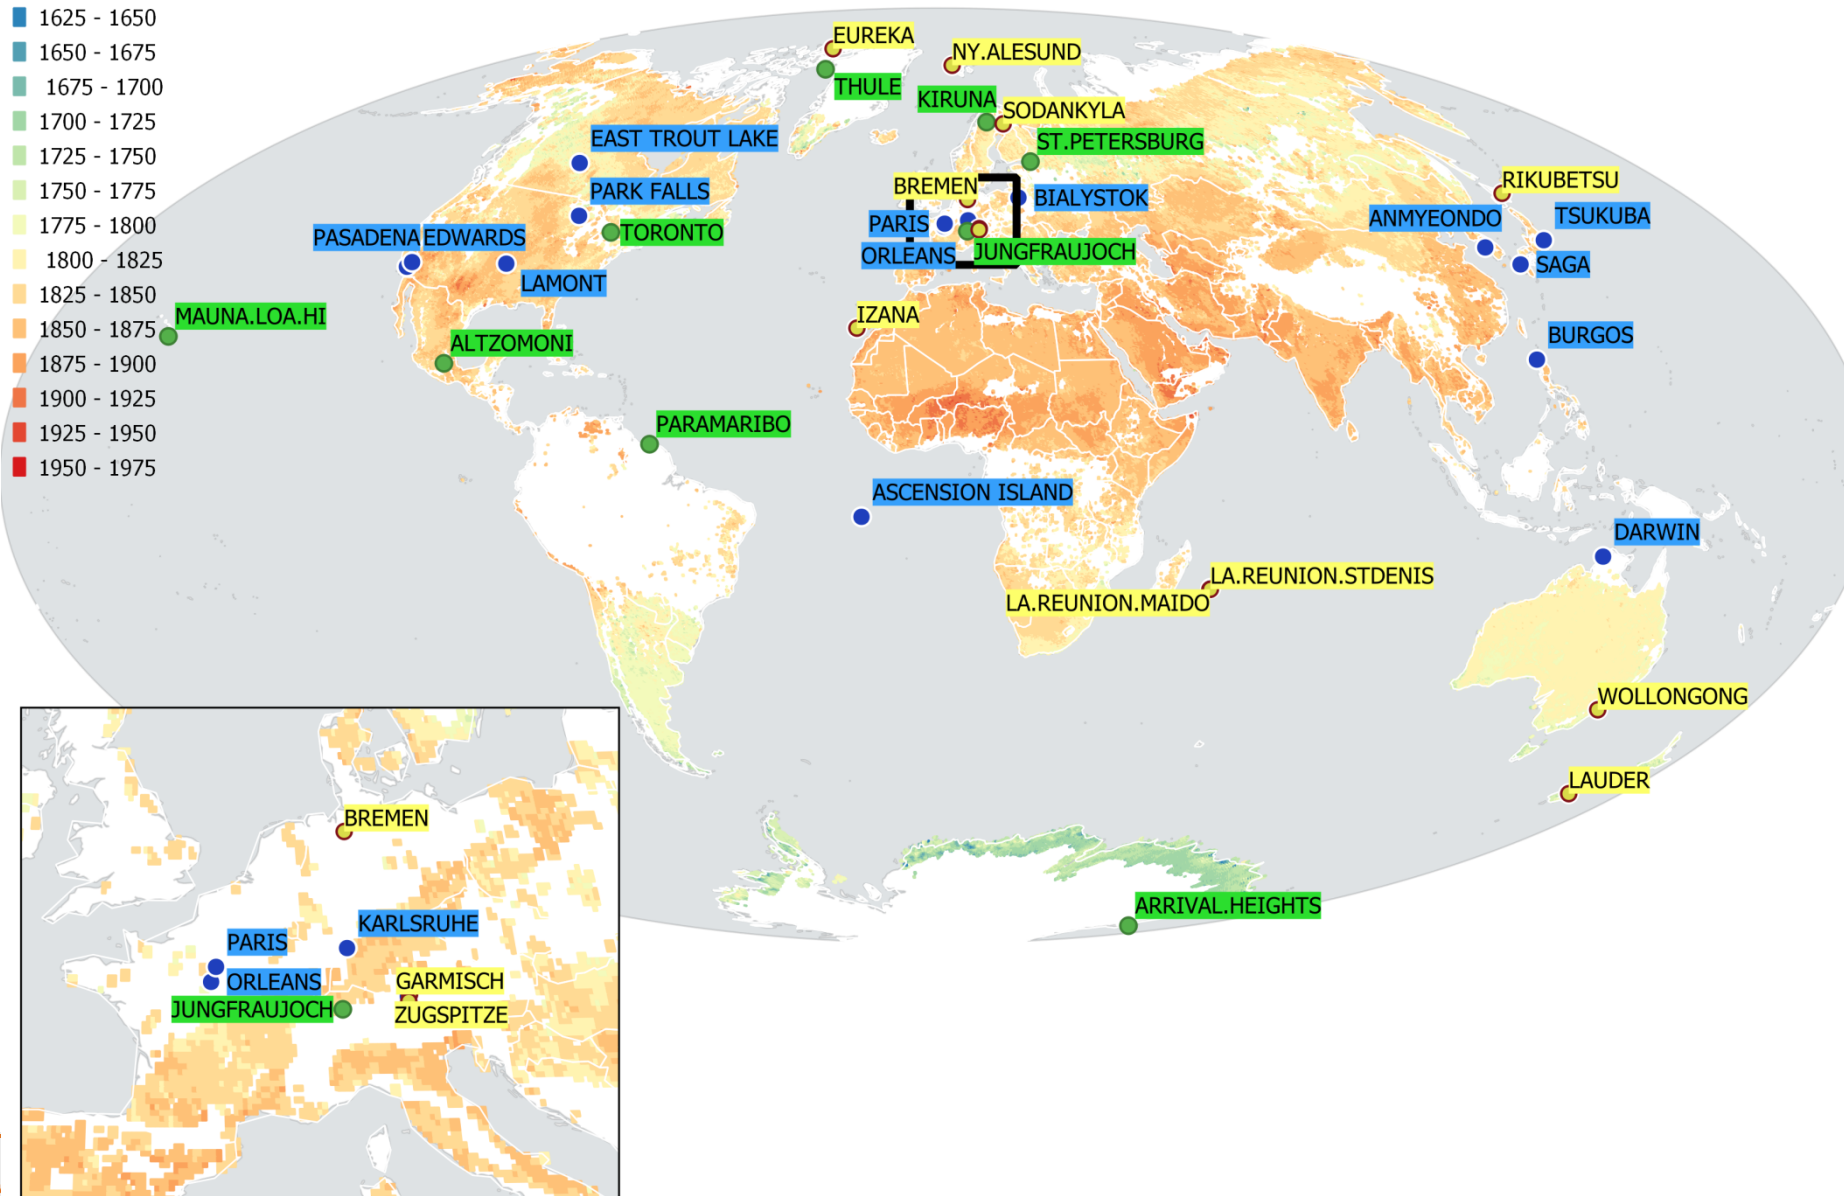 1625 - 1650
1650 - 1675
1675 - 1700
1700 - 1725
1725 - 1750
1750 - 1775
1775 - 1800
1800 - 1825
1825 - 1850
1850 - 1875
1875 - 1900
1900 - 1925
1925 - 1950
1950 - 1975
EUREKA
NY.ALESUND
THULE
KIRUNA
SODANKYLA
EAST TROUT LAKE
ST.PETERSBURG
PARK FALLS
BREMEN
BIALYSTOK
RIKUBETSU
PASADENA
EDWARDS
TORONTO
PARIS
ANMYEONDO
TSUKUBA
ORLEANS
JUNGFRAUJOCH
LAMONT
SAGA
MAUNA.LOA.HI
IZANA
ALTZOMONI
BURGOS
PARAMARIBO
ASCENSION ISLAND
DARWIN
LA.REUNION.STDENIS
LA.REUNION.MAIDO
WOLLONGONG
LAUDER
ARRIVAL.HEIGHTS
BREMEN
KARLSRUHE
PARIS
ORLEANS
GARMISCH
JUNGFRAUJOCH
ZUGSPITZE